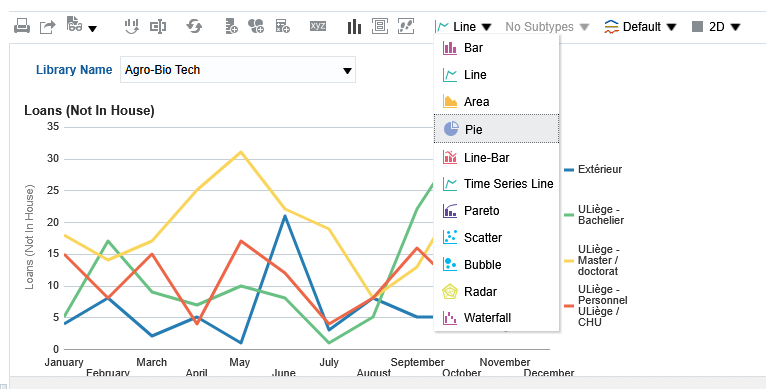 XYZ
Line
No Subtypes
Default
2D
Bar
Line
Area
Pie
Line-Bar
Time Series Line
Pareto
Scatter
Bubble
Radar
Waterfall
Library Name
Agro-Bio Tech
Loans (Not In House)
Loans (Not In House)
35
30
25
20
15
10
5
0
January
February
March
April
May
June
July
August
September
October
November
December
Extérieur
ULiège -
Bachelier
ULiège -
Master /
doctorat
ULiège -
Personnel
ULiège /
CHU